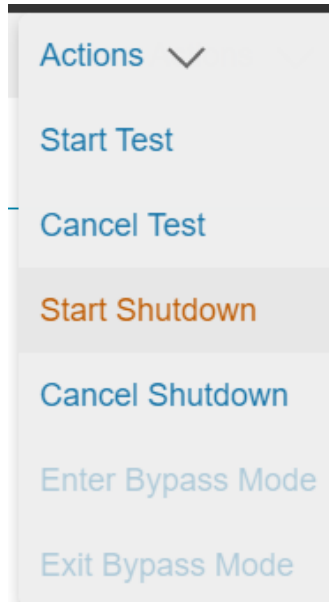 Actions
Start Test
Cancel Test
Start Shutdown
Cancel Shutdown
Enter Bypass Mode
Exit Bypass Mode